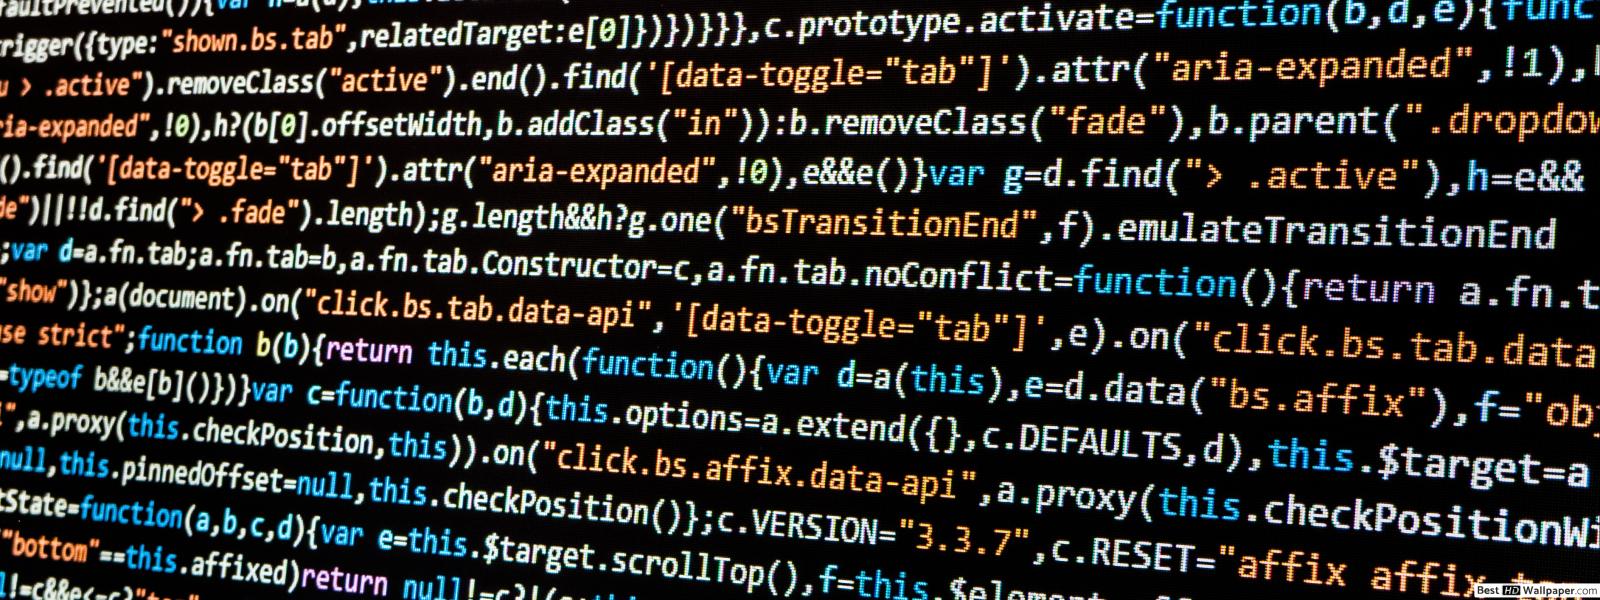 faultPrevented()){var h=a(d);this.
rigger({type:"shown.bs.tab",relatedTarget:e[0]})})}}},c.prototype.activate=function(b,d,e){func
u > .active").removeClass("active").end().find('[data-toggle="tab"]').attr("aria-expanded",!1),
ria-expanded",!0),h?(b[0].offsetWidth,b.addClass("in")):b.removeClass("fade"),b.parent(".dropdow
().find('[data-toggle="tab"]').attr("aria-expanded",!0),e&&e()}var g=d.find("> .active"),h=e&&
de")||!!d.find("> .fade").length);g.length&&h?g.one("bsTransitionEnd",f).emulateTransitionEnd
;var d=a.fn.tab;a.fn.tab=b,a.fn.tab.Constructor=c,a.fn.tab.noConflict=function(){return a.fn.t
"show")};a(document).on("click.bs.tab.data-api",'[data-toggle="tab"]',e).on("click.bs.tab.data
se strict";function b(b){return this.each(function(){var d=a(this),e=d.data("bs.affix"),f="ob
=typeof b&&e[b]()})}var c=function(b,d){this.options=a.extend({},c.DEFAULTS,d),this.$target=a
",a.proxy(this.checkPosition,this)).on("click.bs.affix.data-api",a.proxy(this.checkPositionWi
null,this.pinnedOffset=null,this.checkPosition()};c.VERSION="3.3.7",c.RESET="affix affix-top
tState=function(a,b,c,d){var e=this.$target.scrollTop(),f=this.$elemen
"bottom"==this.affixed)return null!=c?!(e
l!=c&&e<=c?"top"
Best HD Wallpaper.com